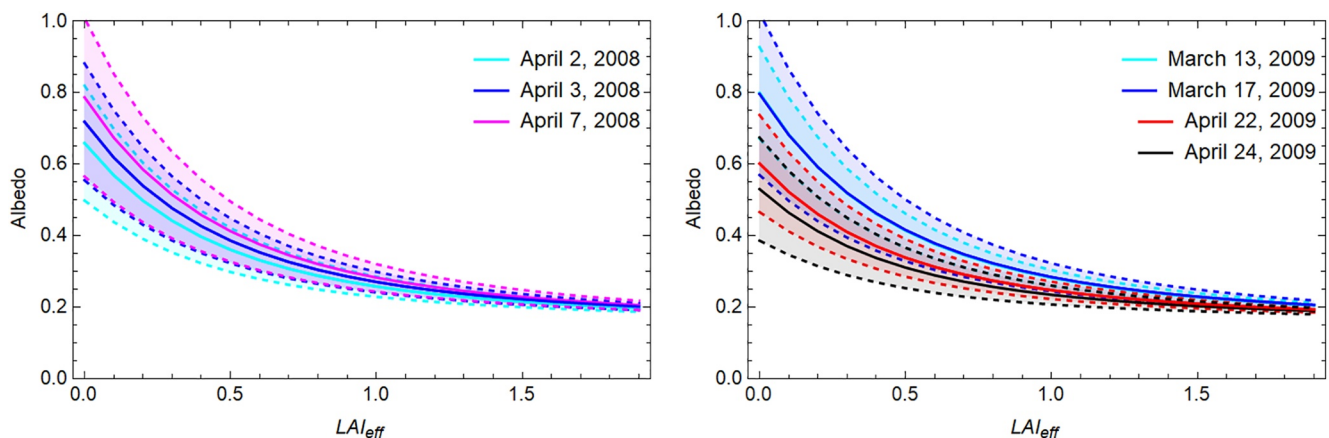 1.0
0.8
0.6
0.4
0.2
0.0
Albedo
April 2, 2008
April 3, 2008
April 7, 2008
0.0 0.5 1.0 1.5
LAIeff
1.0
0.8
0.6
0.4
0.2
0.0
Albedo
March 13, 2009
March 17, 2009
April 22, 2009
April 24, 2009
0.0 0.5 1.0 1.5
LAIeff